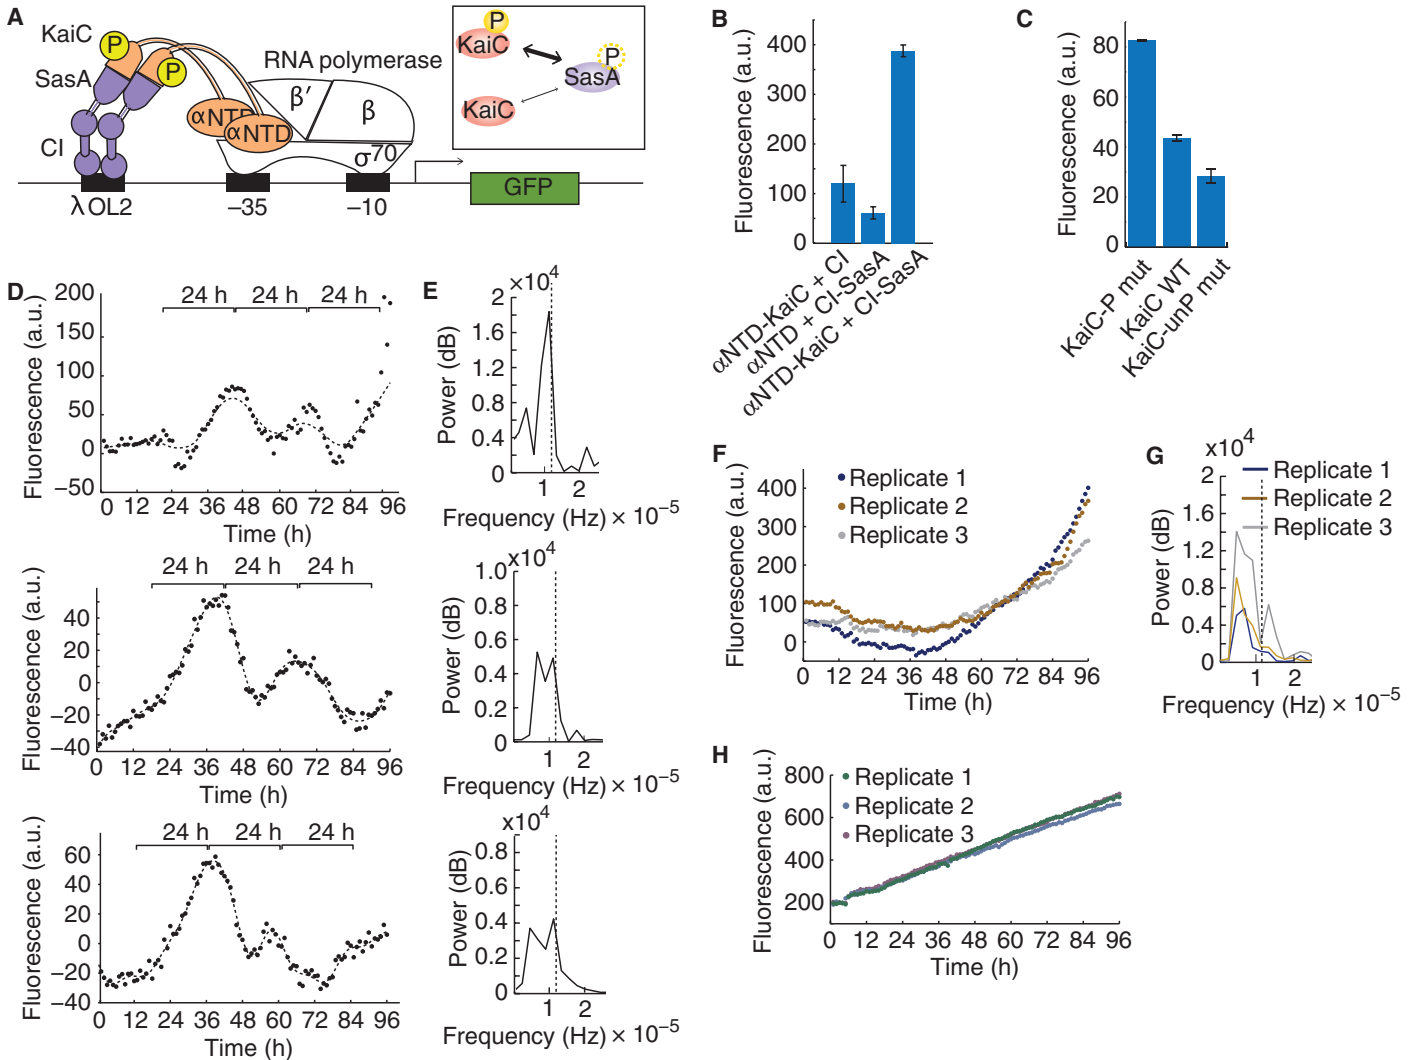 A
KaiC
P
P
SasA
CI
αNTD
αNTD
RNA polymerase
β′
β
σ70
λ OL2
−35
−10
GFP
P
KaiC
P
SasA
KaiC
B
Fluorescence (a.u.)
400
300
200
100
0
αNTD-KaiC + CI
αNTD + CI-SasA
αNTD-KaiC + CI-SasA
C
Fluorescence (a.u.)
80
60
40
20
0
KaiC-P mut
KaiC WT
KaiC-unP mut
D
24 h 24 h 24 h
Fluorescence (a.u.)
200
150
100
50
0
−50
0 12 24 36 48 60 72 84 96
Time (h)
24 h 24 h 24 h
Fluorescence (a.u.)
40
20
0
−20
−40
0 12 24 36 48 60 72 84 96
Time (h)
24 h 24 h 24 h
Fluorescence (a.u.)
60
40
20
0
−20
−40
0 12 24 36 48 60 72 84 96
Time (h)
E
×10⁴
Power (dB)
2
1.6
1.2
0.8
0.4
0
1 2
Frequency (Hz) × 10⁻⁵
×10⁴
Power (dB)
1.0
0.8
0.6
0.4
0.2
0
1 2
Frequency (Hz) × 10⁻⁵
×10⁴
Power (dB)
0.8
0.6
0.4
0.2
0
1 2
Frequency (Hz) × 10⁻⁵
F
Replicate 1
Replicate 2
Replicate 3
Fluorescence (a.u.)
400
300
200
100
0
0 12 24 36 48 60 72 84 96
Time (h)
G
×10⁴
Replicate 1
Replicate 2
Replicate 3
Power (dB)
2
1.6
1.2
0.8
0.4
0
1 2
Frequency (Hz) × 10⁻⁵
H
Replicate 1
Replicate 2
Replicate 3
Fluorescence (a.u.)
800
600
400
200
0 12 24 36 48 60 72 84 96
Time (h)